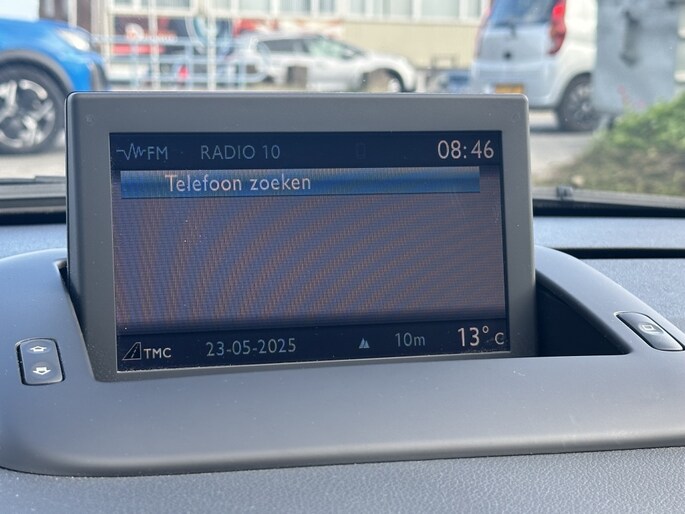 FM RADIO 10 08:46
Telefoon zoeken
TMC 23-05-2025 10m 13° C